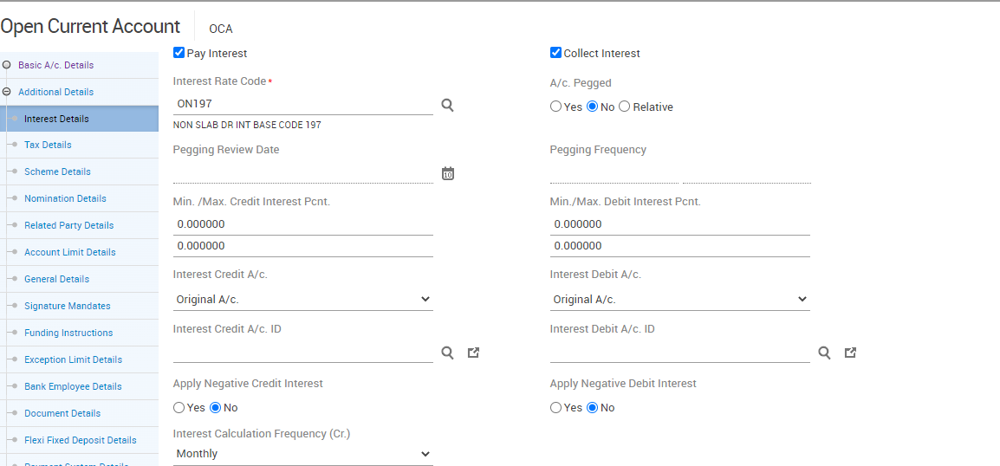 Open Current Account
OCA
Basic A/c. Details
Additional Details
Interest Details
Tax Details
Scheme Details
Nomination Details
Related Party Details
Account Limit Details
General Details
Signature Mandates
Funding Instructions
Exception Limit Details
Bank Employee Details
Document Details
Flexi Fixed Deposit Details
Payment System Details
Pay Interest
Collect Interest
Interest Rate Code*
A/c. Pegged
ON197
Yes No Relative
NON SLAB DR INT BASE CODE 197
Pegging Review Date
Pegging Frequency
10
Min. /Max. Credit Interest Pcnt.
Min./Max. Debit Interest Pcnt.
0.000000
0.000000
0.000000
0.000000
Interest Credit A/c.
Interest Debit A/c.
Original A/c.
Original A/c.
Interest Credit A/c. ID
Interest Debit A/c. ID
Apply Negative Credit Interest
Apply Negative Debit Interest
Yes No
Yes No
Interest Calculation Frequency (Cr.)
Monthly